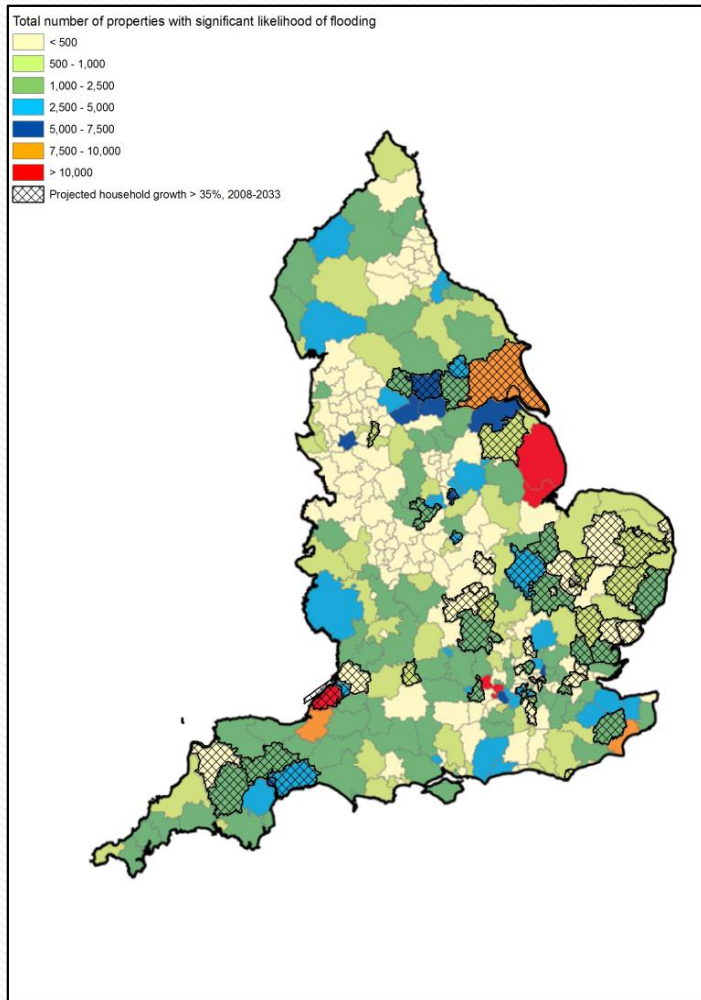 Total number of properties with significant likelihood of flooding
< 500
500 - 1,000
1,000 - 2,500
2,500 - 5,000
5,000 - 7,500
7,500 - 10,000
> 10,000
Projected household growth > 35%, 2008-2033